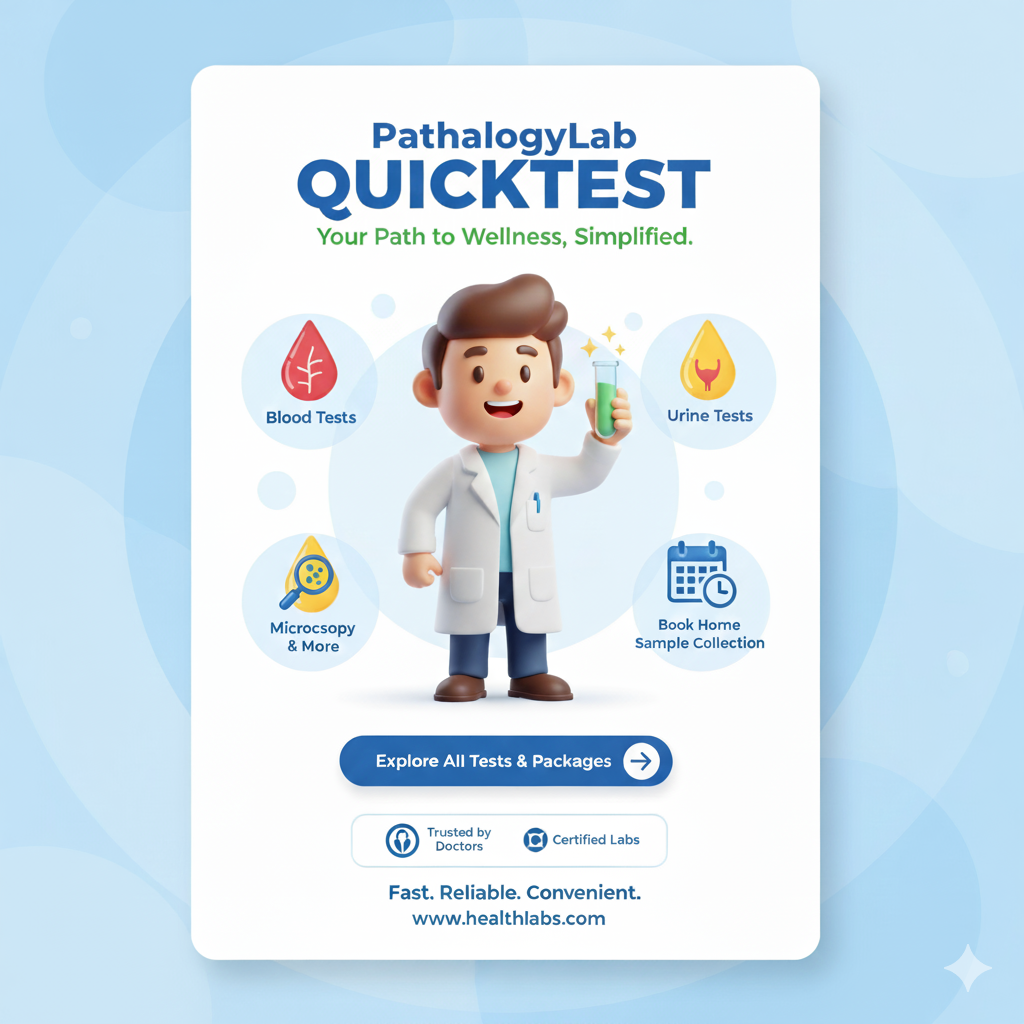 PathalogyLab
QUICKTEST
Your Path to Wellness, Simplified.
Blood Tests
Urine Tests
Microcsopy
& More
Book Home
Sample Collection
Explore All Tests & Packages
Trusted by
Doctors
Certified Labs
Fast. Reliable. Convenient.
www.healthlabs.com